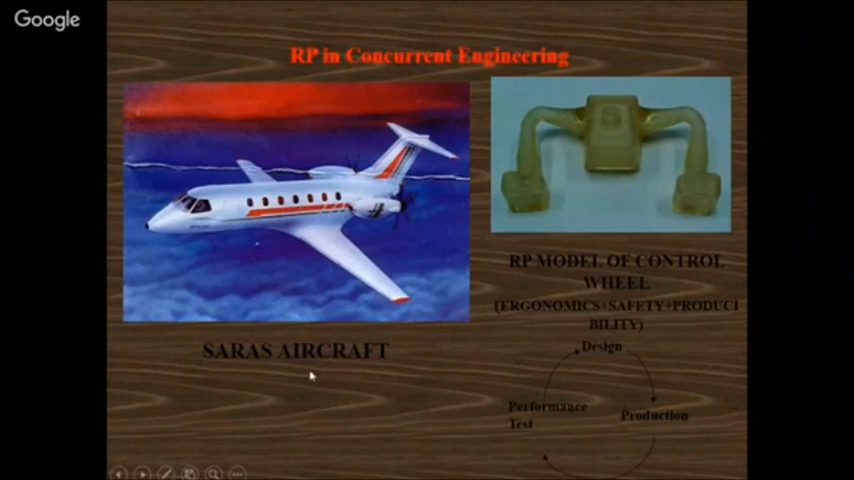 Google
RP in Concurrent Engineering
RP MODEL OF CONTROL
WHEEL
(ERGONOMICS+SAFETY+PRODUCI
BILITY)
SARAS AIRCRAFT
Design
Performance
Test
Production